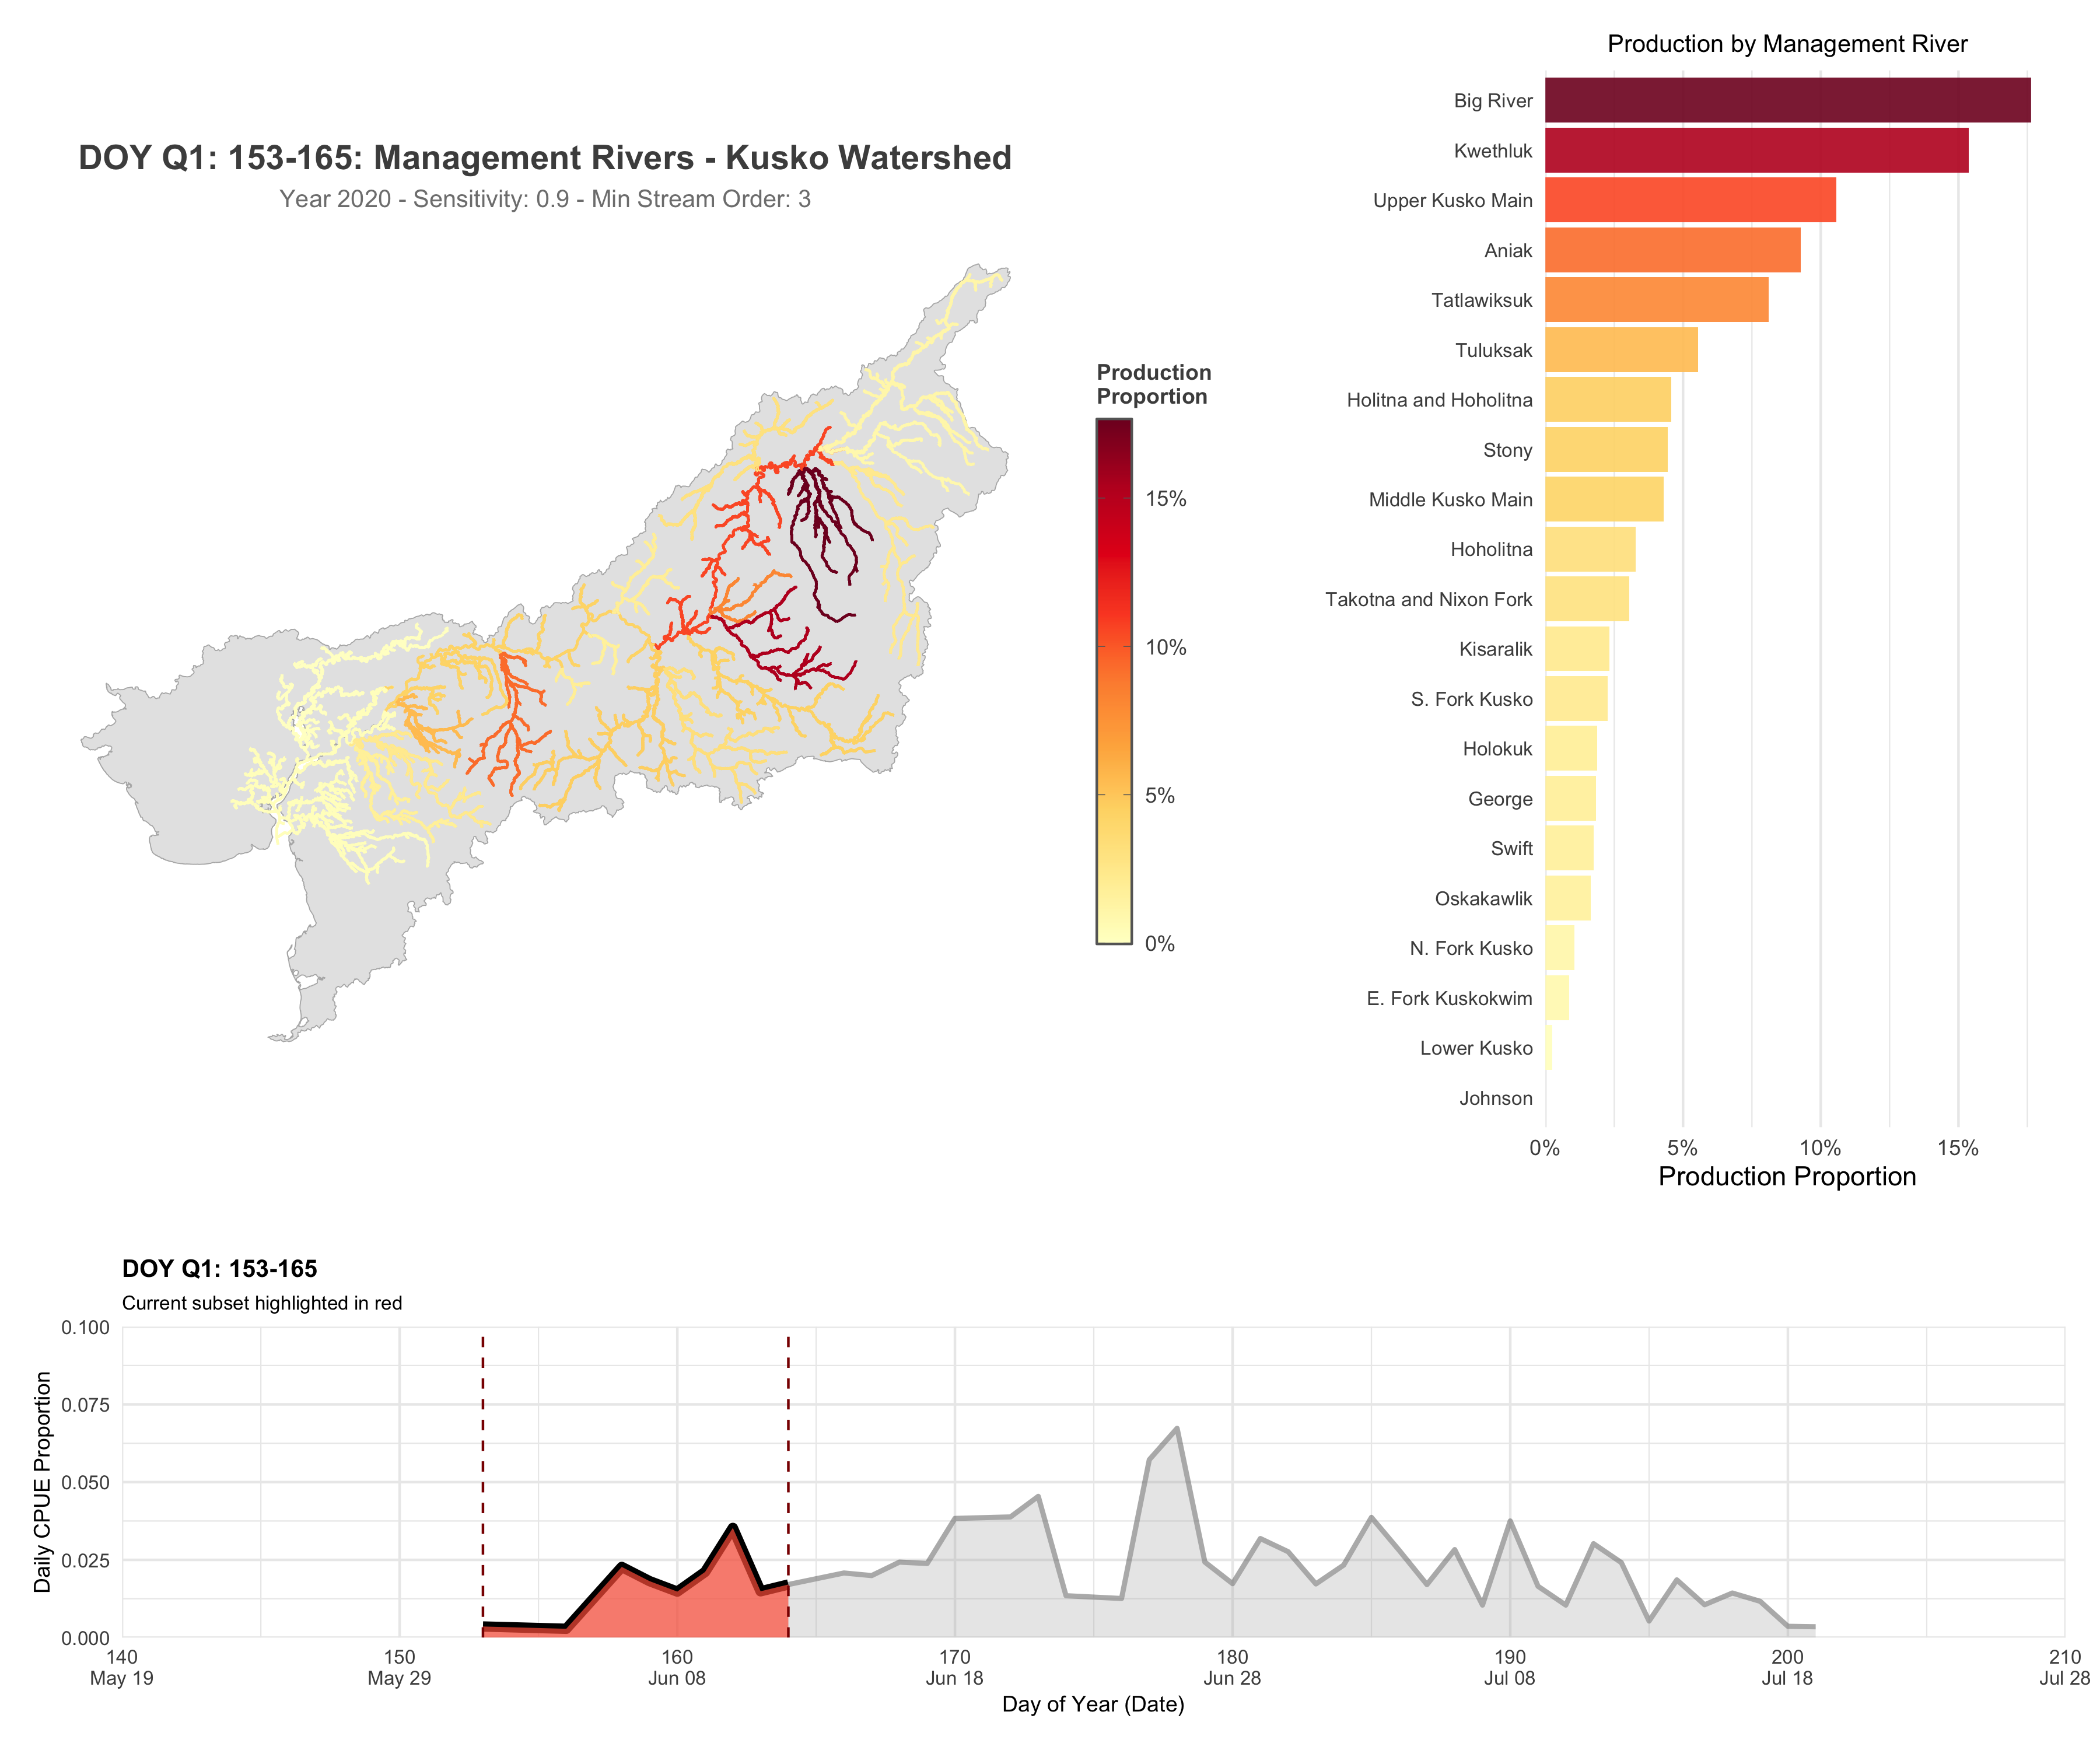 Production by Management River
Big River
Kwethluk
Upper Kusko Main
Aniak
Tatlawiksuk
Tuluksak
Holitna and Hoholitna
Stony
Middle Kusko Main
Hoholitna
Takotna and Nixon Fork
Kisaralik
S. Fork Kusko
Holokuk
George
Swift
Oskakawlik
N. Fork Kusko
E. Fork Kuskokwim
Lower Kusko
Johnson
0%
5%
10%
15%
Production Proportion
DOY Q1: 153-165: Management Rivers - Kusko Watershed
Year 2020 - Sensitivity: 0.9 - Min Stream Order: 3
Production
Proportion
15%
10%
5%
0%
DOY Q1: 153-165
Current subset highlighted in red
Daily CPUE Proportion
0.100
0.075
0.050
0.025
0.000
140 150 160 170 180 190 200 210
May 19 May 29 Jun 08 Jun 18 Jun 28 Jul 08 Jul 18 Jul 28
Day of Year (Date)